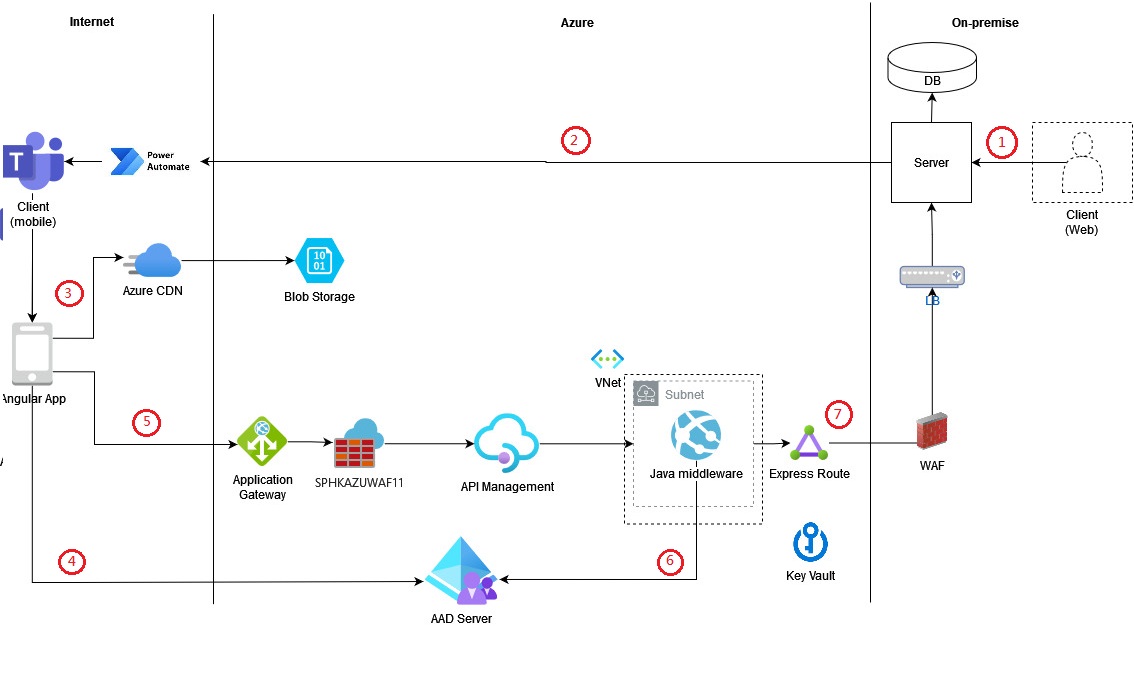 Internet
Azure
On-premise
DB
2
1
Server
Power
Automate
T
Client
(mobile)
Client
(Web)
3
Azure CDN
10
01
Blob Storage
LB
VNet
Subnet
Angular App
5
7
Application
Gateway
SPHKAZUWAF11
API Management
Java middleware
Express Route
WAF
4
6
Key Vault
AAD Server